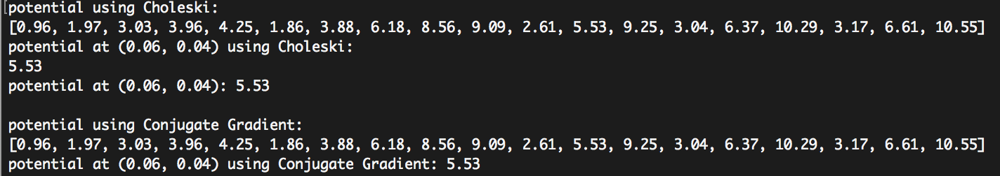 [potential using Choleski:
[0.96, 1.97, 3.03, 3.96, 4.25, 1.86, 3.88, 6.18, 8.56, 9.09, 2.61, 5.53, 9.25, 3.04, 6.37, 10.29, 3.17, 6.61, 10.55]
potential at (0.06, 0.04) using Choleski:
5.53
potential at (0.06, 0.04): 5.53
potential using Conjugate Gradient:
[0.96, 1.97, 3.03, 3.96, 4.25, 1.86, 3.88, 6.18, 8.56, 9.09, 2.61, 5.53, 9.25, 3.04, 6.37, 10.29, 3.17, 6.61, 10.55]
potential at (0.06, 0.04) using Conjugate Gradient: 5.53